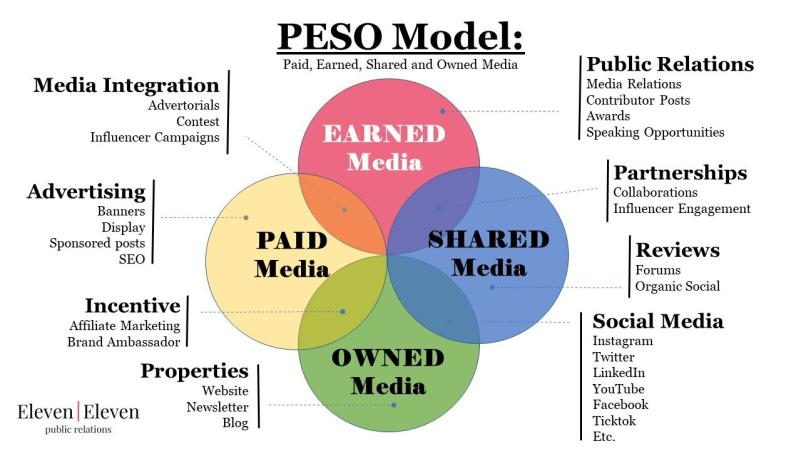 PESO Model:
Paid, Earned, Shared and Owned Media
Media Integration
Advertorials
Contest
Influencer Campaigns
Advertising
Banners
Display
Sponsored posts
SEO
Incentive
Affiliate Marketing
Brand Ambassador
Properties
Website
Newsletter
Blog
EARNED
Media
PAID
Media
SHARED
Media
OWNED
Media
Public Relations
Media Relations
Contributor Posts
Awards
Speaking Opportunities
Partnerships
Collaborations
Influencer Engagement
Reviews
Forums
Organic Social
Social Media
Instagram
Twitter
LinkedIn
YouTube
Facebook
Ticktok
Etc.
Eleven|Eleven
public relations